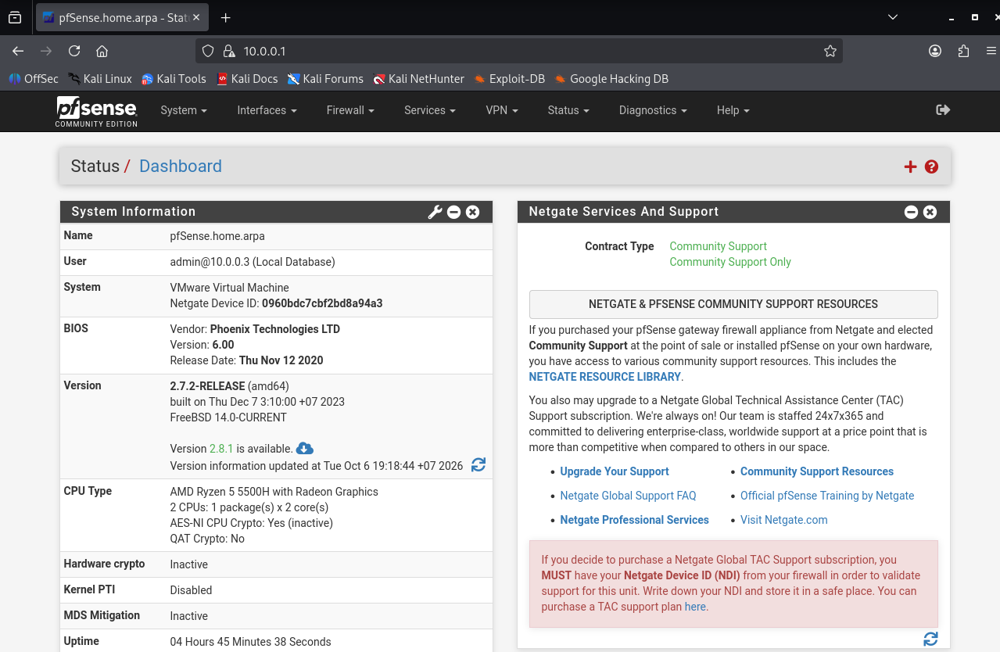 pfSense.home.arpa - Stat
10.0.0.1
OffSec
Kali Linux
Kali Tools
Kali Docs
Kali Forums
Kali NetHunter
Exploit-DB
Google Hacking DB
pfsense
COMMUNITY EDITION
System
Interfaces
Firewall
Services
VPN
Status
Diagnostics
Help
Status / Dashboard
System Information
Name
pfSense.home.arpa
User
admin@10.0.0.3 (Local Database)
System
VMware Virtual Machine
Netgate Device ID: 0960bdc7cbf2bd8a94a3
BIOS
Vendor: Phoenix Technologies LTD
Version: 6.00
Release Date: Thu Nov 12 2020
Version
2.7.2-RELEASE (amd64)
built on Thu Dec 7 3:10:00 +07 2023
FreeBSD 14.0-CURRENT
Version 2.8.1 is available.
Version information updated at Tue Oct 6 19:18:44 +07 2026
CPU Type
AMD Ryzen 5 5500H with Radeon Graphics
2 CPUs: 1 package(s) x 2 core(s)
AES-NI CPU Crypto: Yes (inactive)
QAT Crypto: No
Hardware crypto
Inactive
Kernel PTI
Disabled
MDS Mitigation
Inactive
Uptime
04 Hours 45 Minutes 38 Seconds
Netgate Services And Support
Contract Type
Community Support
Community Support Only
NETGATE & PFSENSE COMMUNITY SUPPORT RESOURCES
If you purchased your pfSense gateway firewall appliance from Netgate and elected
Community Support at the point of sale or installed pfSense on your own hardware,
you have access to various community support resources. This includes the
NETGATE RESOURCE LIBRARY.
You also may upgrade to a Netgate Global Technical Assistance Center (TAC)
Support subscription. We're always on! Our team is staffed 24x7x365 and
committed to delivering enterprise-class, worldwide support at a price point that is
more than competitive when compared to others in our space.
Upgrade Your Support
Community Support Resources
Netgate Global Support FAQ
Official pfSense Training by Netgate
Netgate Professional Services
Visit Netgate.com
If you decide to purchase a Netgate Global TAC Support subscription, you
MUST have your Netgate Device ID (NDI) from your firewall in order to validate
support for this unit. Write down your NDI and store it in a safe place. You can
purchase a TAC support plan here.